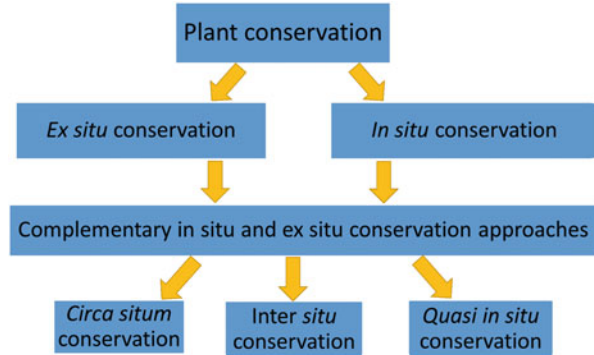 Plant conservation
Ex situ conservation
In situ conservation
Complementary in situ and ex situ conservation approaches
Circa situm
conservation
Inter situ
conservation
Quasi in situ
conservation